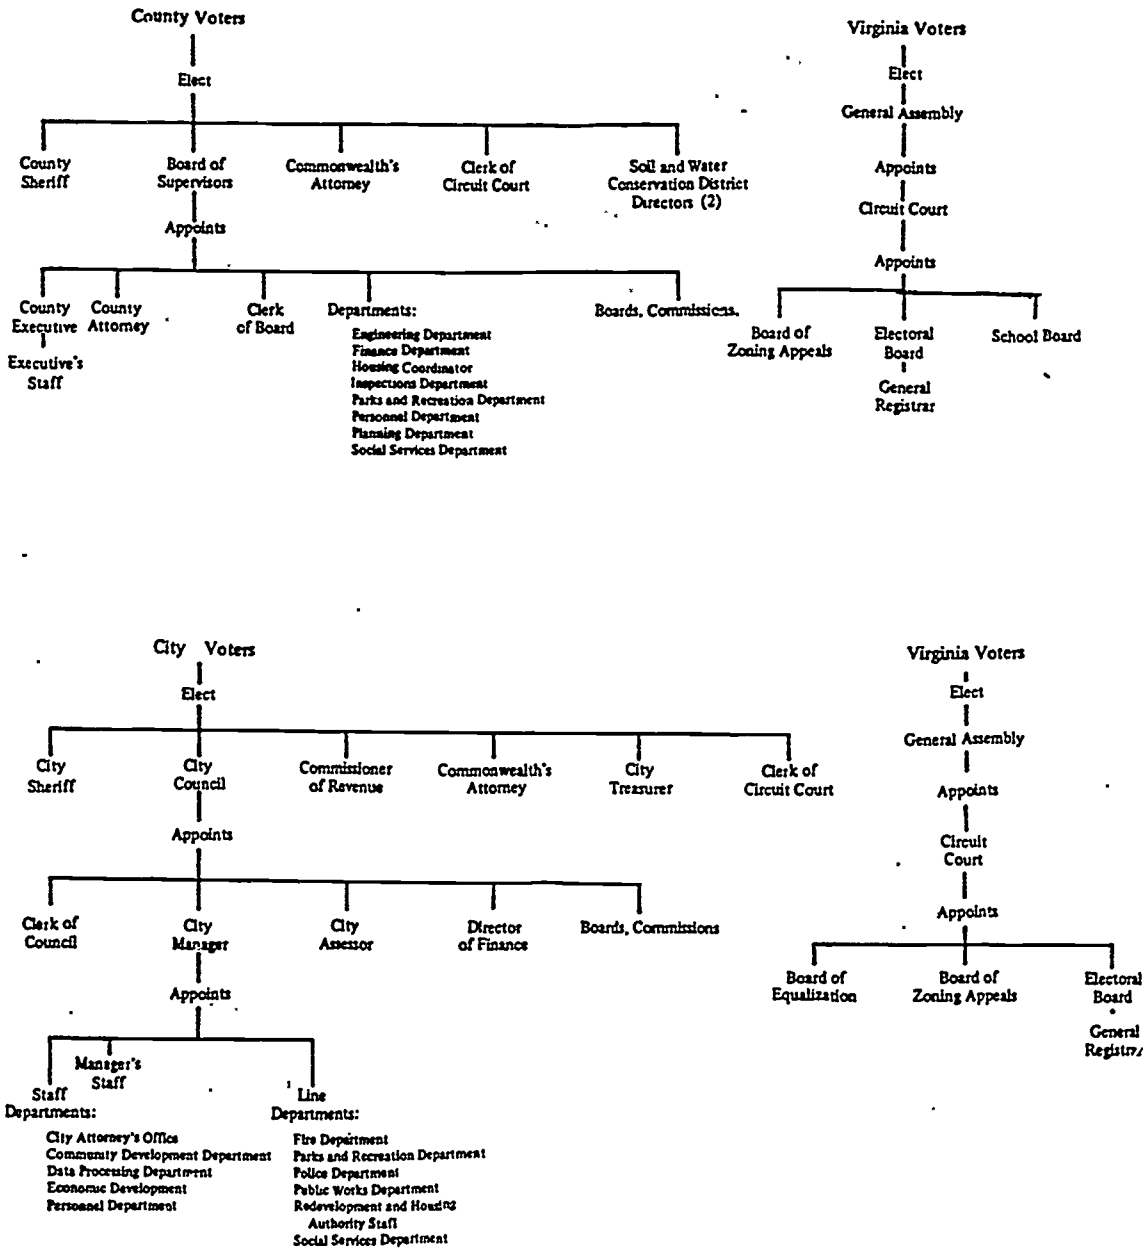 County Voters
Elect
County
Sheriff
Board of
Supervisors
Commonwealth's
Attorney
Clerk of
Circuit Court
Soil and Water
Conservation District
Directors (2)
Appoints
County
Executive
Executive's
Staff
County
Attorney
Clerk
of Board
Departments:
Engineering Department
Finance Department
Housing Coordinator
Inspections Department
Parks and Recreation Department
Personnel Department
Planning Department
Social Services Department
Boards, Commissions.
Virginia Voters
Elect
General Assembly
Appoints
Circuit Court
Appoints
Board of
Zoning Appeals
Electoral
Board
General
Registrar
School Board
City Voters
Elect
City
Sheriff
City
Council
Commissioner
of Revenue
Commonwealth's
Attorney
City
Treasurer
Clerk of
Circuit Court
Appoints
Clerk of
Council
City
Manager
City
Assessor
Director
of Finance
Boards, Commissions
Appoints
Staff
Departments:
City Attorney's Office
Community Development Department
Data Processing Department
Economic Development
Personnel Department
Manager's
Staff
Line
Departments:
Fire Department
Parks and Recreation Department
Police Department
Public Works Department
Redevelopment and Housing
Authority Staff
Social Services Department
Virginia Voters
Elect
General Assembly
Appoints
Circuit
Court
Appoints
Board of
Equalization
Board of
Zoning Appeals
Electoral
Board
General
Registra